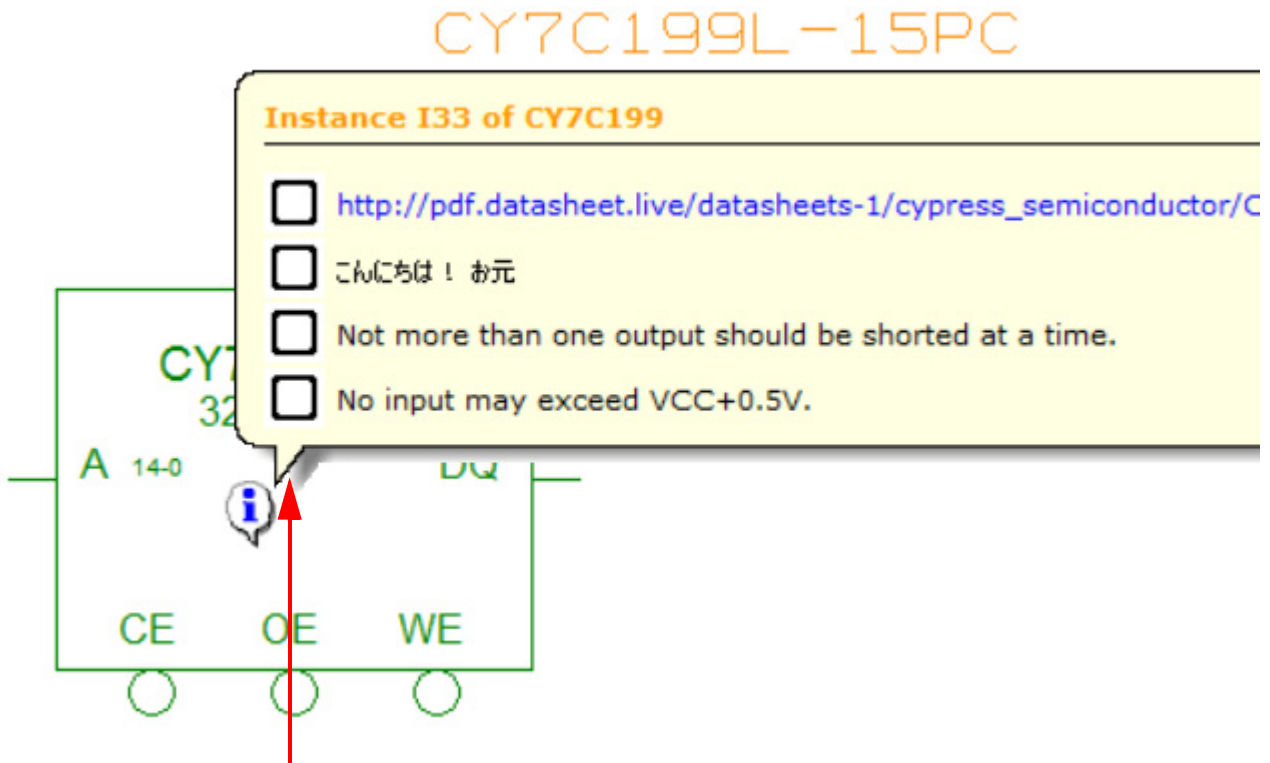 CY7C199L-15PC
Instance I33 of CY7C199
http://pdf.datasheet.live/datasheets-1/cypress_semiconductor/C
こんにちは！ お元
Not more than one output should be shorted at a time.
No input may exceed VCC+0.5V.
CY7
32
A 14-0
DQ
i
CE OE WE